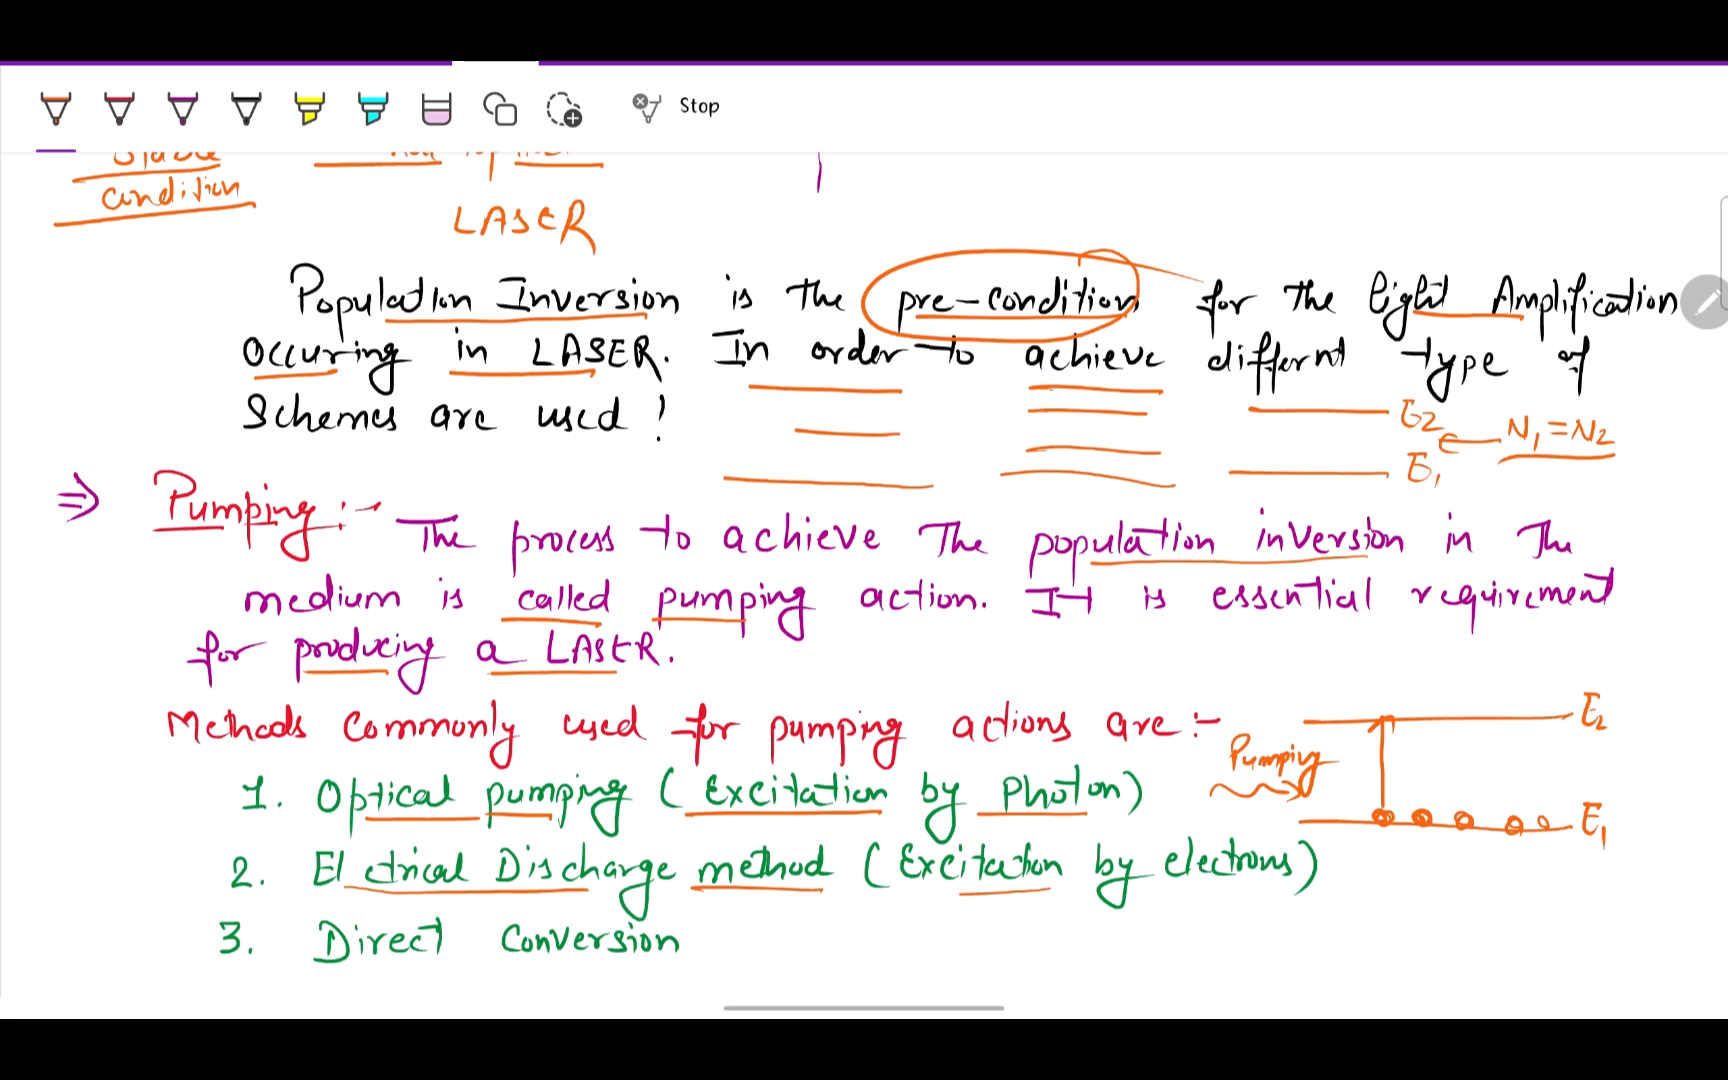 Stop
condition
LASER
Population Inversion is the pre-condition for the light Amplification
Occuring in LASER. In order to achieve differnt type of
Schemes are used !
E2
N1 = N2
E1
⇒ Pumping :- The process to achieve The population inversion in The
medium is called pumping action. It is essential requirement
for producing a LASER.
Methods Commonly used for pumping actions are :-
E2
Pumping
E1
1. Optical pumping ( Excitation by Photon )
2. Electrical Discharge method ( Excitation by electrons )
3. Direct Conversion